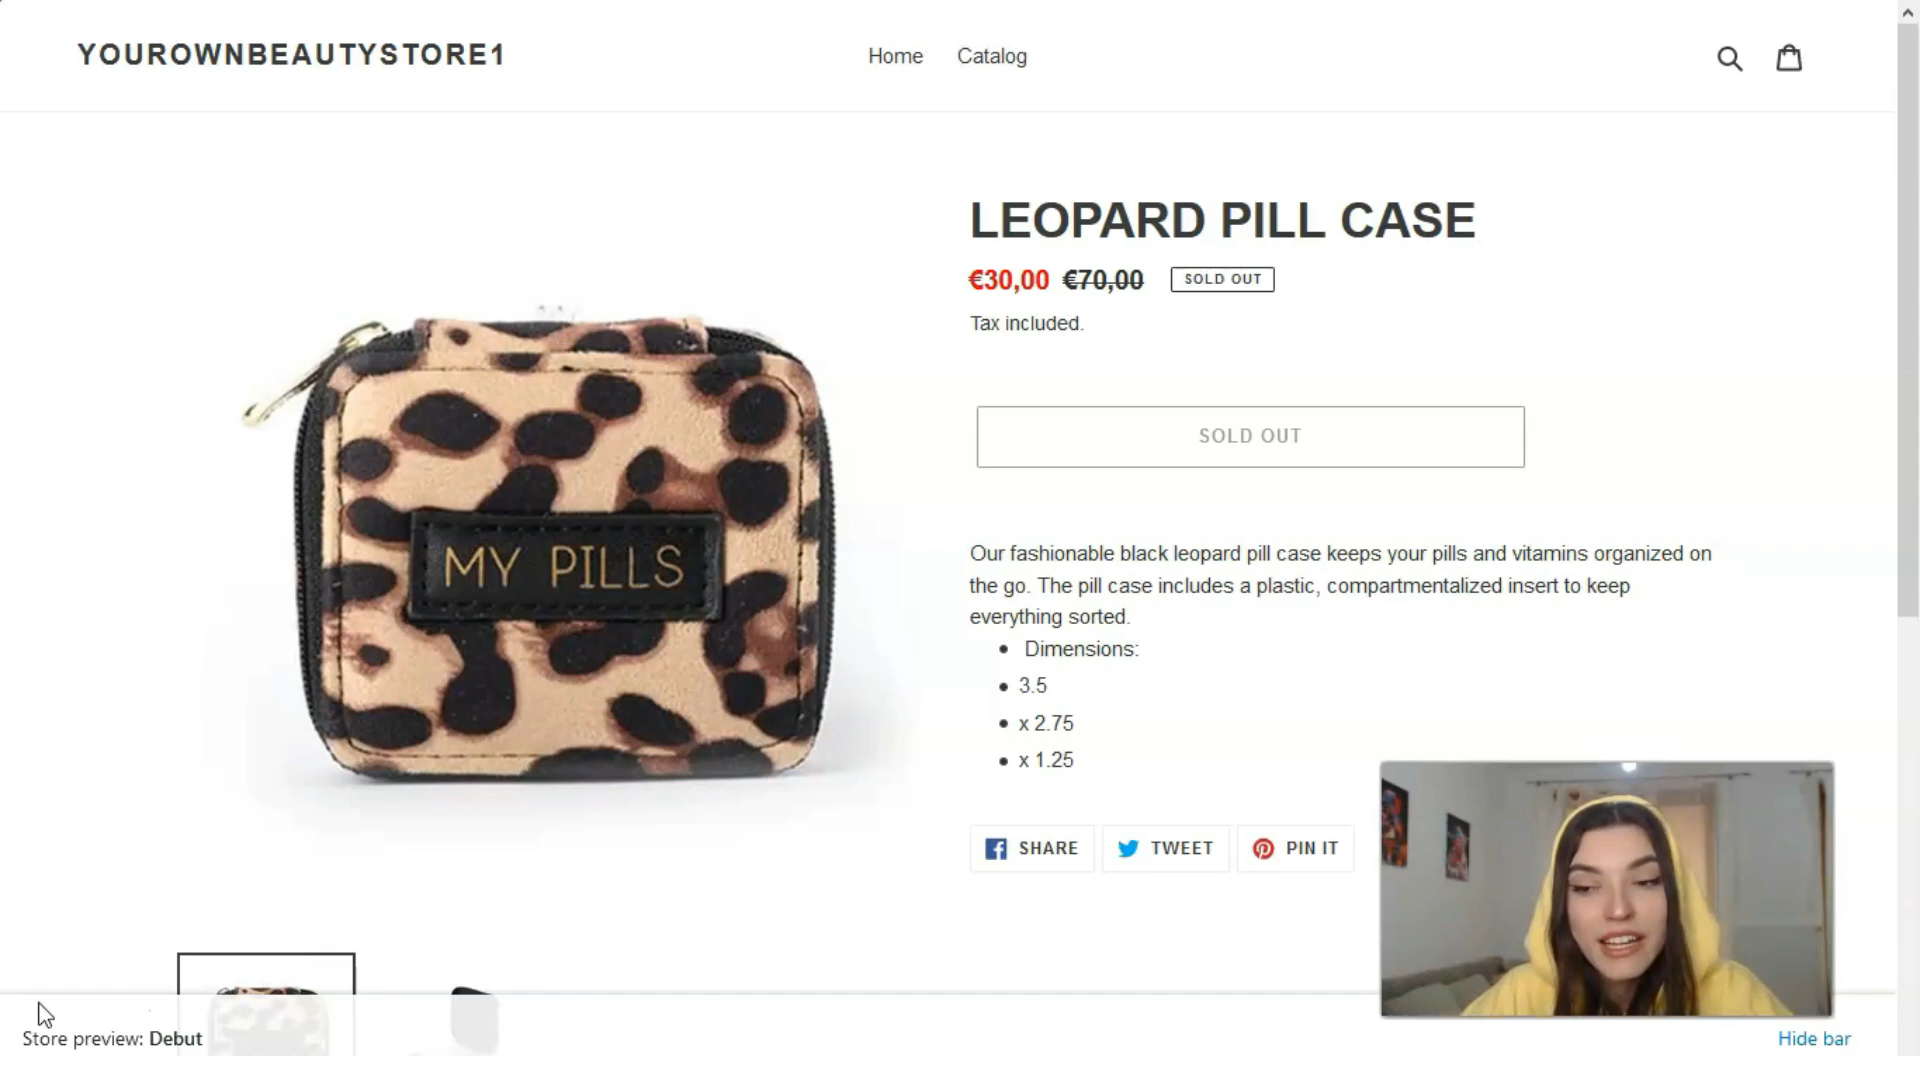 YOUROWNBEAUTYSTORE1
Home
Catalog
LEOPARD PILL CASE
€30,00 €70,00 SOLD OUT
Tax included.
SOLD OUT
Our fashionable black leopard pill case keeps your pills and vitamins organized on
the go. The pill case includes a plastic, compartmentalized insert to keep
everything sorted.
Dimensions:
3.5
x 2.75
x 1.25
SHARE
TWEET
PIN IT
MY PILLS
Store preview: Debut
Hide bar